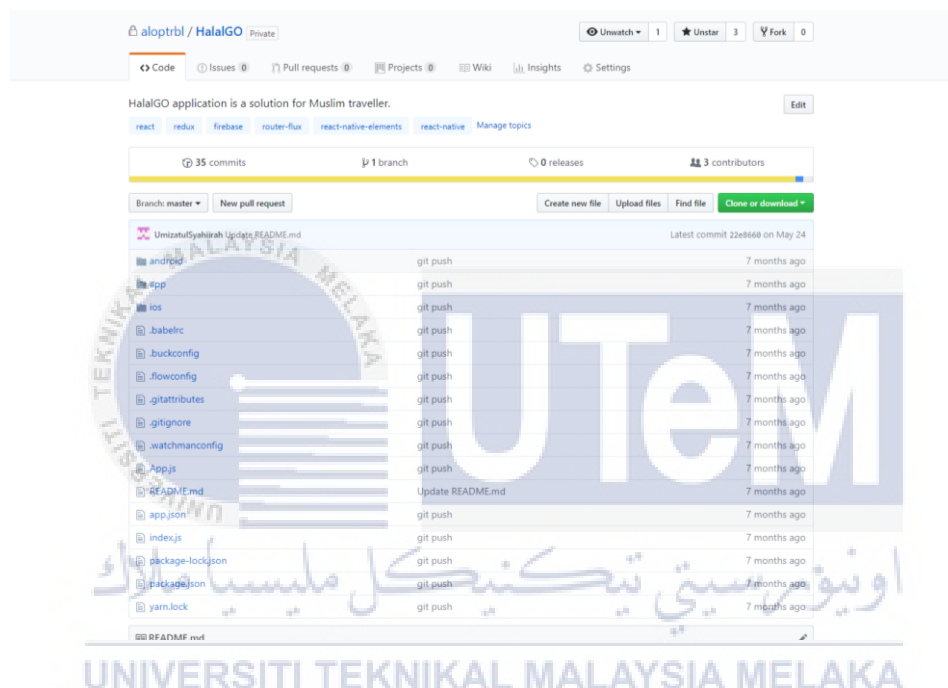 aloptrbl / HalalGO Private
Unwatch 1 Unstar 3 Fork 0
Code Issues 0 Pull requests 0 Projects 0 Wiki Insights Settings
HalalGO application is a solution for Muslim traveller. Edit
react redux firebase router-flux react-native-elements react-native Manage topics
35 commits 1 branch 0 releases 3 contributors
Branch: master New pull request Create new file Upload files Find file Clone or download
UmizatulSyahiirah Update README.md Latest commit 22e8660 on May 24
android git push 7 months ago
app git push 7 months ago
ios git push 7 months ago
.babelrc git push 7 months ago
.buckconfig git push 7 months ago
.flowconfig git push 7 months ago
.gitattributes git push 7 months ago
.gitignore git push 7 months ago
.watchmanconfig git push 7 months ago
App.js git push 7 months ago
README.md Update README.md 7 months ago
app.json git push 7 months ago
index.js git push 7 months ago
package-lock.json git push 7 months ago
package.json git push 7 months ago
yarn.lock git push 7 months ago
README.md
UNIVERSITI TEKNIKAL MALAYSIA MELAKA
UTeM
اونيۏرسيتي تيكنيكل مليسيا ملاك
UNIVERSITI TEKNIKAL MALAYSIA MELAKA